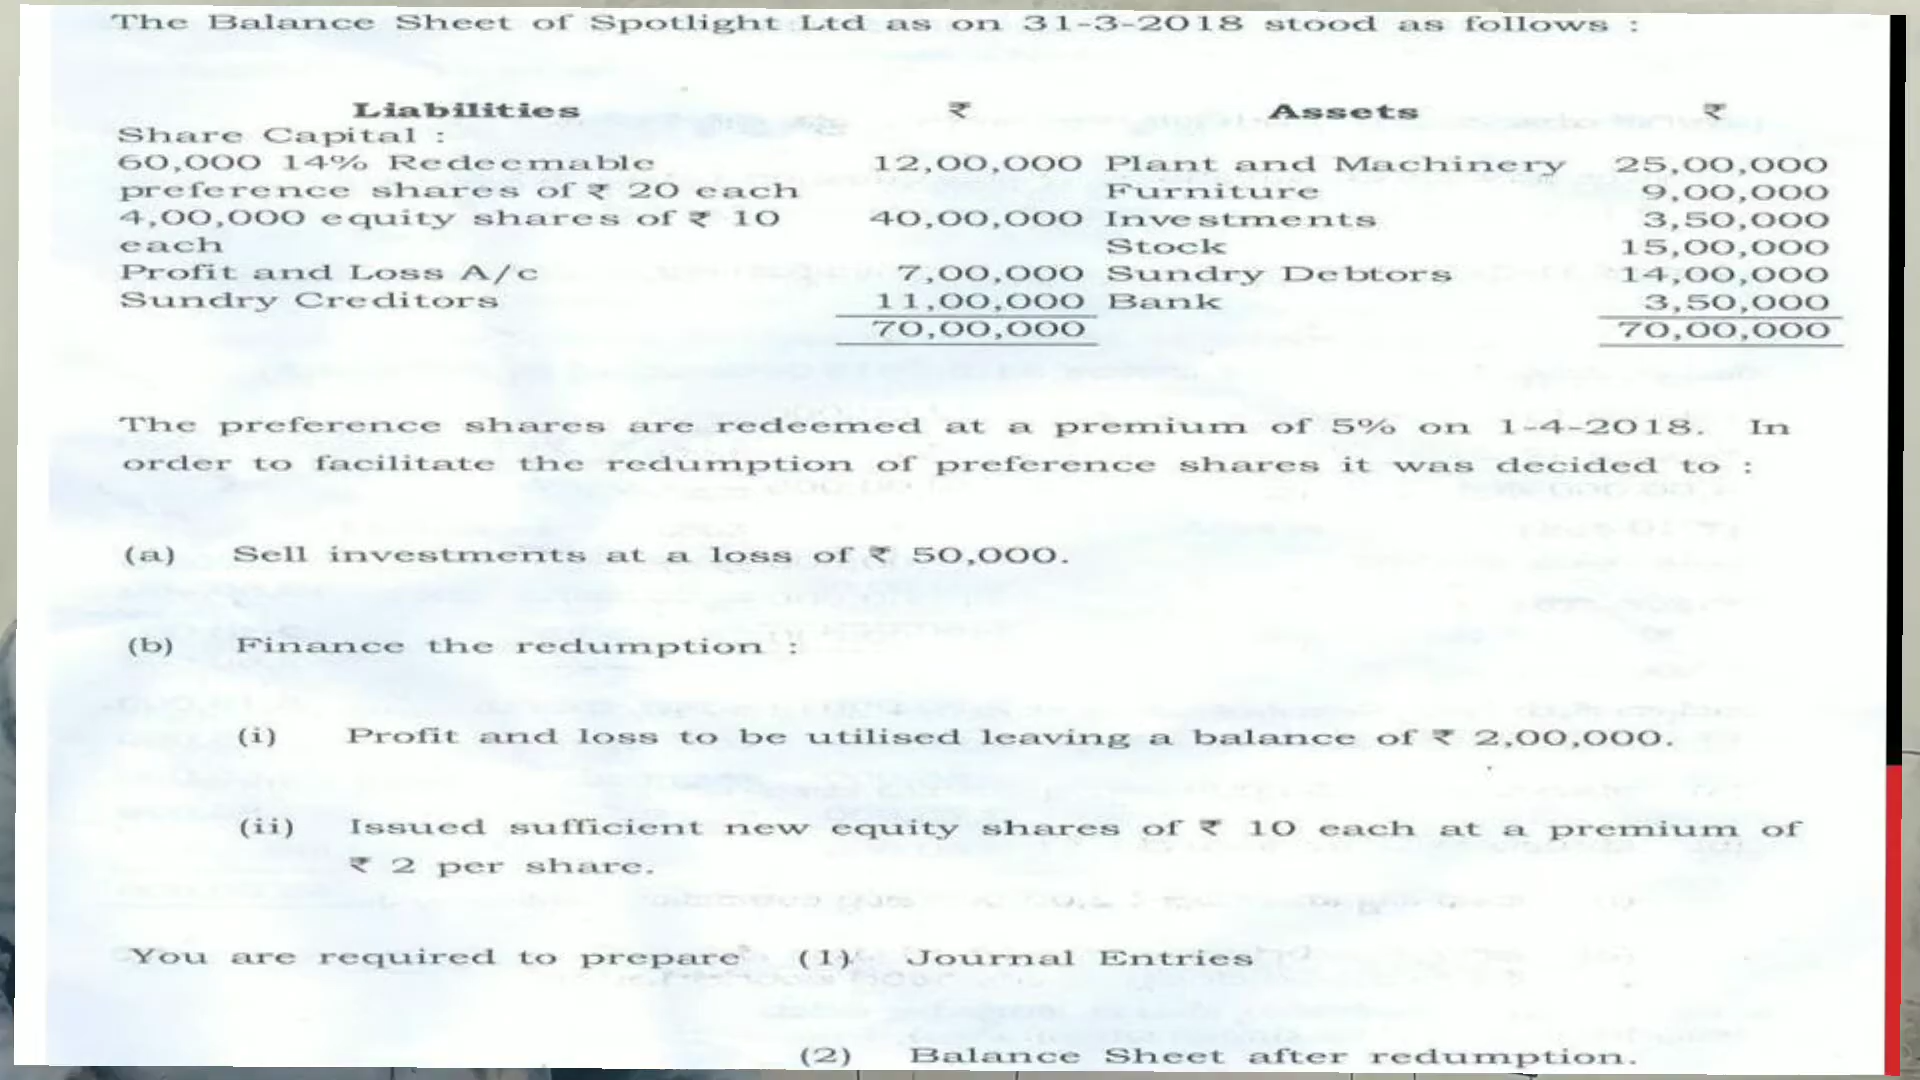 The Balance Sheet of Spotlight Ltd as on 31-3-2018 stood as follows :
Liabilities ₹ Assets ₹
Share Capital :
60,000 14% Redeemable 12,00,000 Plant and Machinery 25,00,000
preference shares of ₹ 20 each Furniture 9,00,000
4,00,000 equity shares of ₹ 10 40,00,000 Investments 3,50,000
each Stock 15,00,000
Profit and Loss A/c 7,00,000 Sundry Debtors 14,00,000
Sundry Creditors 11,00,000 Bank 3,50,000
70,00,000 70,00,000
The preference shares are redeemed at a premium of 5% on 1-4-2018. In
order to facilitate the redumption of preference shares it was decided to :
(a) Sell investments at a loss of ₹ 50,000.
(b) Finance the redumption :
(i) Profit and loss to be utilised leaving a balance of ₹ 2,00,000.
(ii) Issued sufficient new equity shares of ₹ 10 each at a premium of
₹ 2 per share.
You are required to prepare (1) Journal Entries
(2) Balance Sheet after redumption.